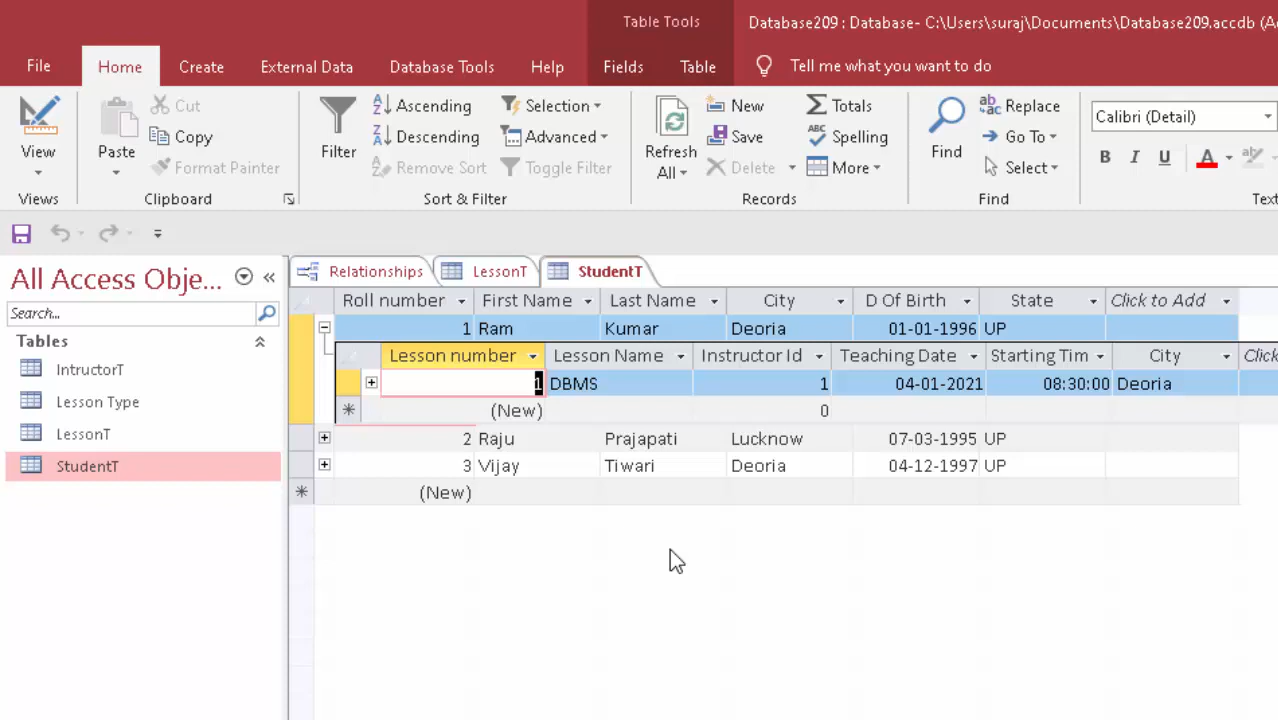 Table Tools
Database209 : Database- C:\Users\suraj\Documents\Database209.accdb (Ac
File Home Create External Data Database Tools Help Fields Table Tell me what you want to do
View
Views
Paste
Cut
Copy
Format Painter
Clipboard
Filter
Ascending
Descending
Remove Sort
Selection
Advanced
Toggle Filter
Sort & Filter
Refresh
All
New
Save
Delete
Totals
Spelling
More
Records
Find
Replace
Go To
Select
Find
Calibri (Detail)
B I U A ab
Text
All Access Obje...
Search...
Tables
IntructorT
Lesson Type
LessonT
StudentT
Relationships LessonT StudentT
Roll number First Name Last Name City D Of Birth State Click to Add
1 Ram Kumar Deoria 01-01-1996 UP
Lesson number Lesson Name Instructor Id Teaching Date Starting Tim City Click
1 DBMS 1 04-01-2021 08:30:00 Deoria
(New) 0
2 Raju Prajapati Lucknow 07-03-1995 UP
3 Vijay Tiwari Deoria 04-12-1997 UP
(New)